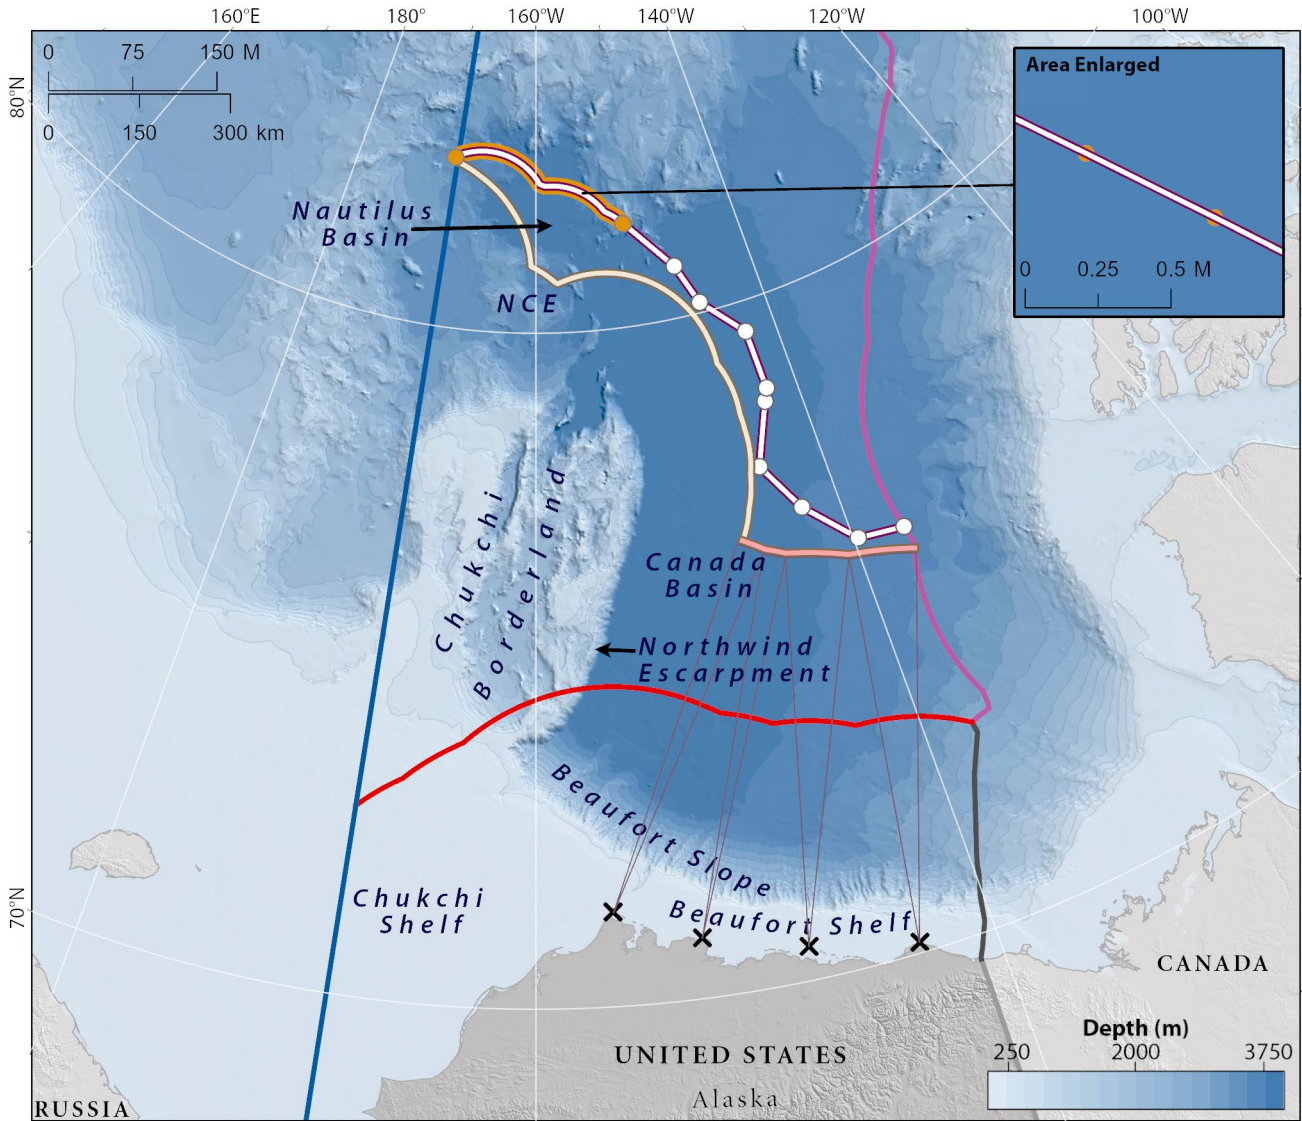 160°E
180°
160°W
140°W
120°W
100°W
0
75
150 M
0
150
300 km
80°N
70°N
Area Enlarged
0
0.25
0.5 M
Nautilus
Basin
NCE
Chukchi
Borderland
Canada
Basin
Northwind
Escarpment
Beaufort Slope
Beaufort Shelf
Chukchi
Shelf
CANADA
UNITED STATES
Alaska
RUSSIA
Depth (m)
250
2000
3750